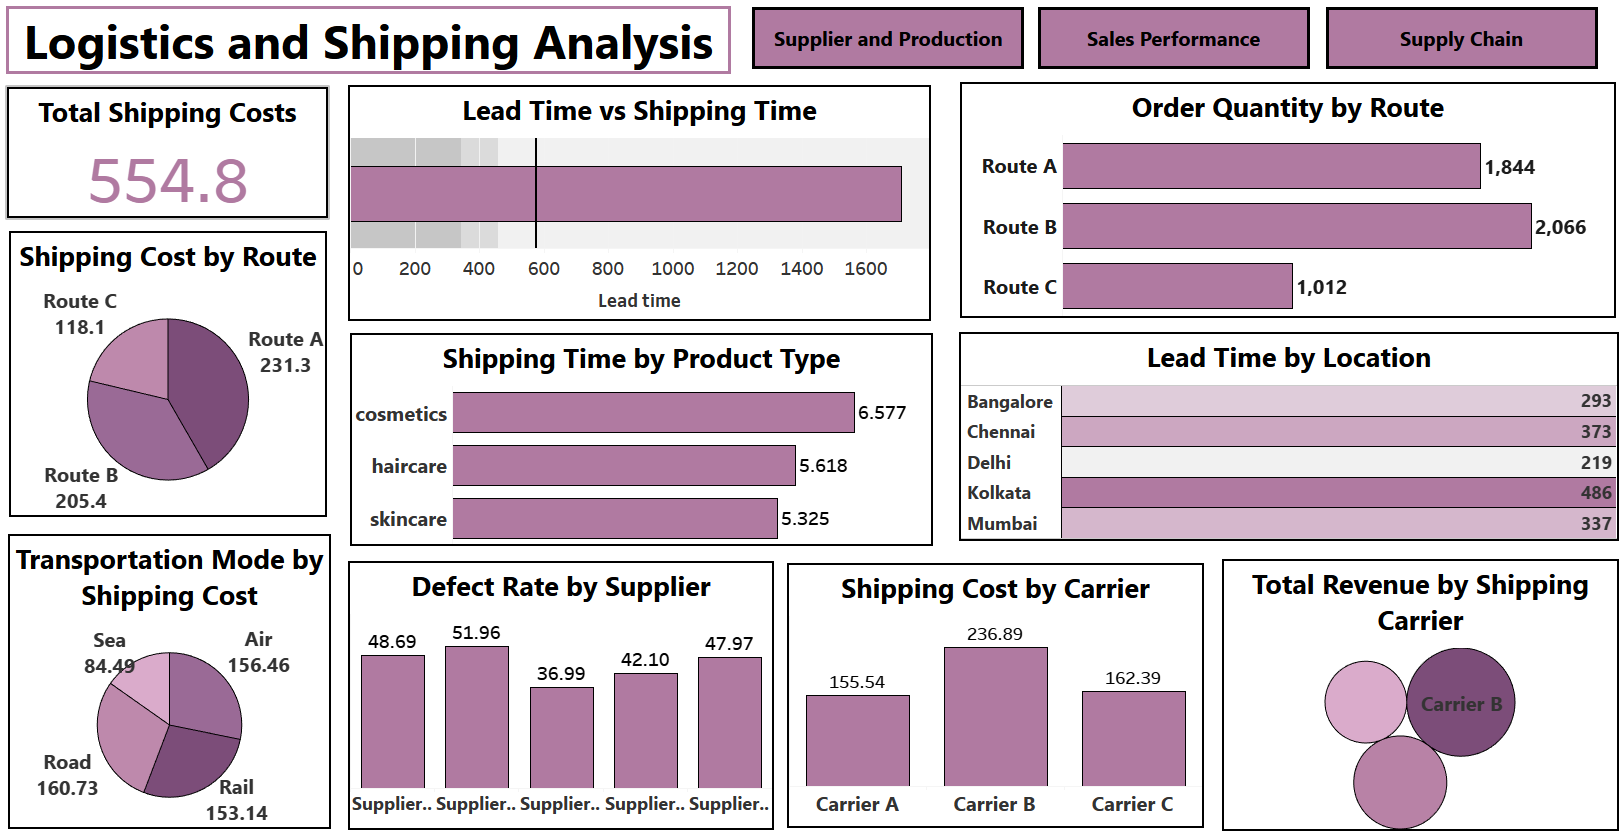 Logistics and Shipping Analysis
Supplier and Production
Sales Performance
Supply Chain
Total Shipping Costs
554.8
Lead Time vs Shipping Time
0 200 400 600 800 1000 1200 1400 1600
Lead time
Order Quantity by Route
Route A 1,844
Route B 2,066
Route C 1,012
Shipping Cost by Route
Route C
118.1
Route A
231.3
Route B
205.4
Shipping Time by Product Type
cosmetics 6.577
haircare 5.618
skincare 5.325
Lead Time by Location
Bangalore 293
Chennai 373
Delhi 219
Kolkata 486
Mumbai 337
Transportation Mode by
Shipping Cost
Sea
84.49
Air
156.46
Road
160.73
Rail
153.14
Defect Rate by Supplier
48.69 51.96 36.99 42.10 47.97
Supplier.. Supplier.. Supplier.. Supplier.. Supplier..
Shipping Cost by Carrier
155.54 236.89 162.39
Carrier A Carrier B Carrier C
Total Revenue by Shipping
Carrier
Carrier B